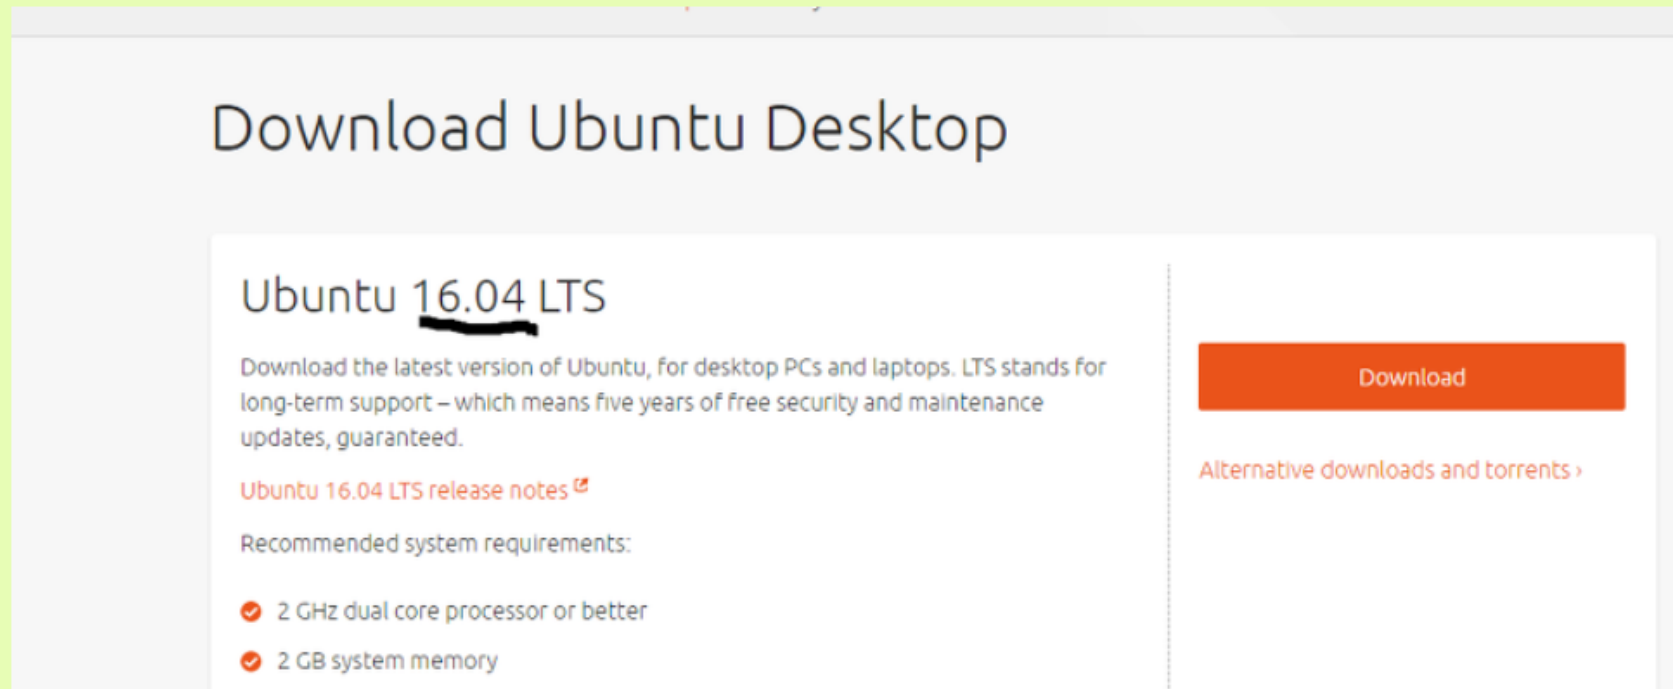 Download Ubuntu Desktop
Ubuntu 16.04 LTS
Download the latest version of Ubuntu, for desktop PCs and laptops. LTS stands for
long-term support – which means five years of free security and maintenance
updates, guaranteed.
Ubuntu 16.04 LTS release notes
Recommended system requirements:
2 GHz dual core processor or better
2 GB system memory
Download
Alternative downloads and torrents ›